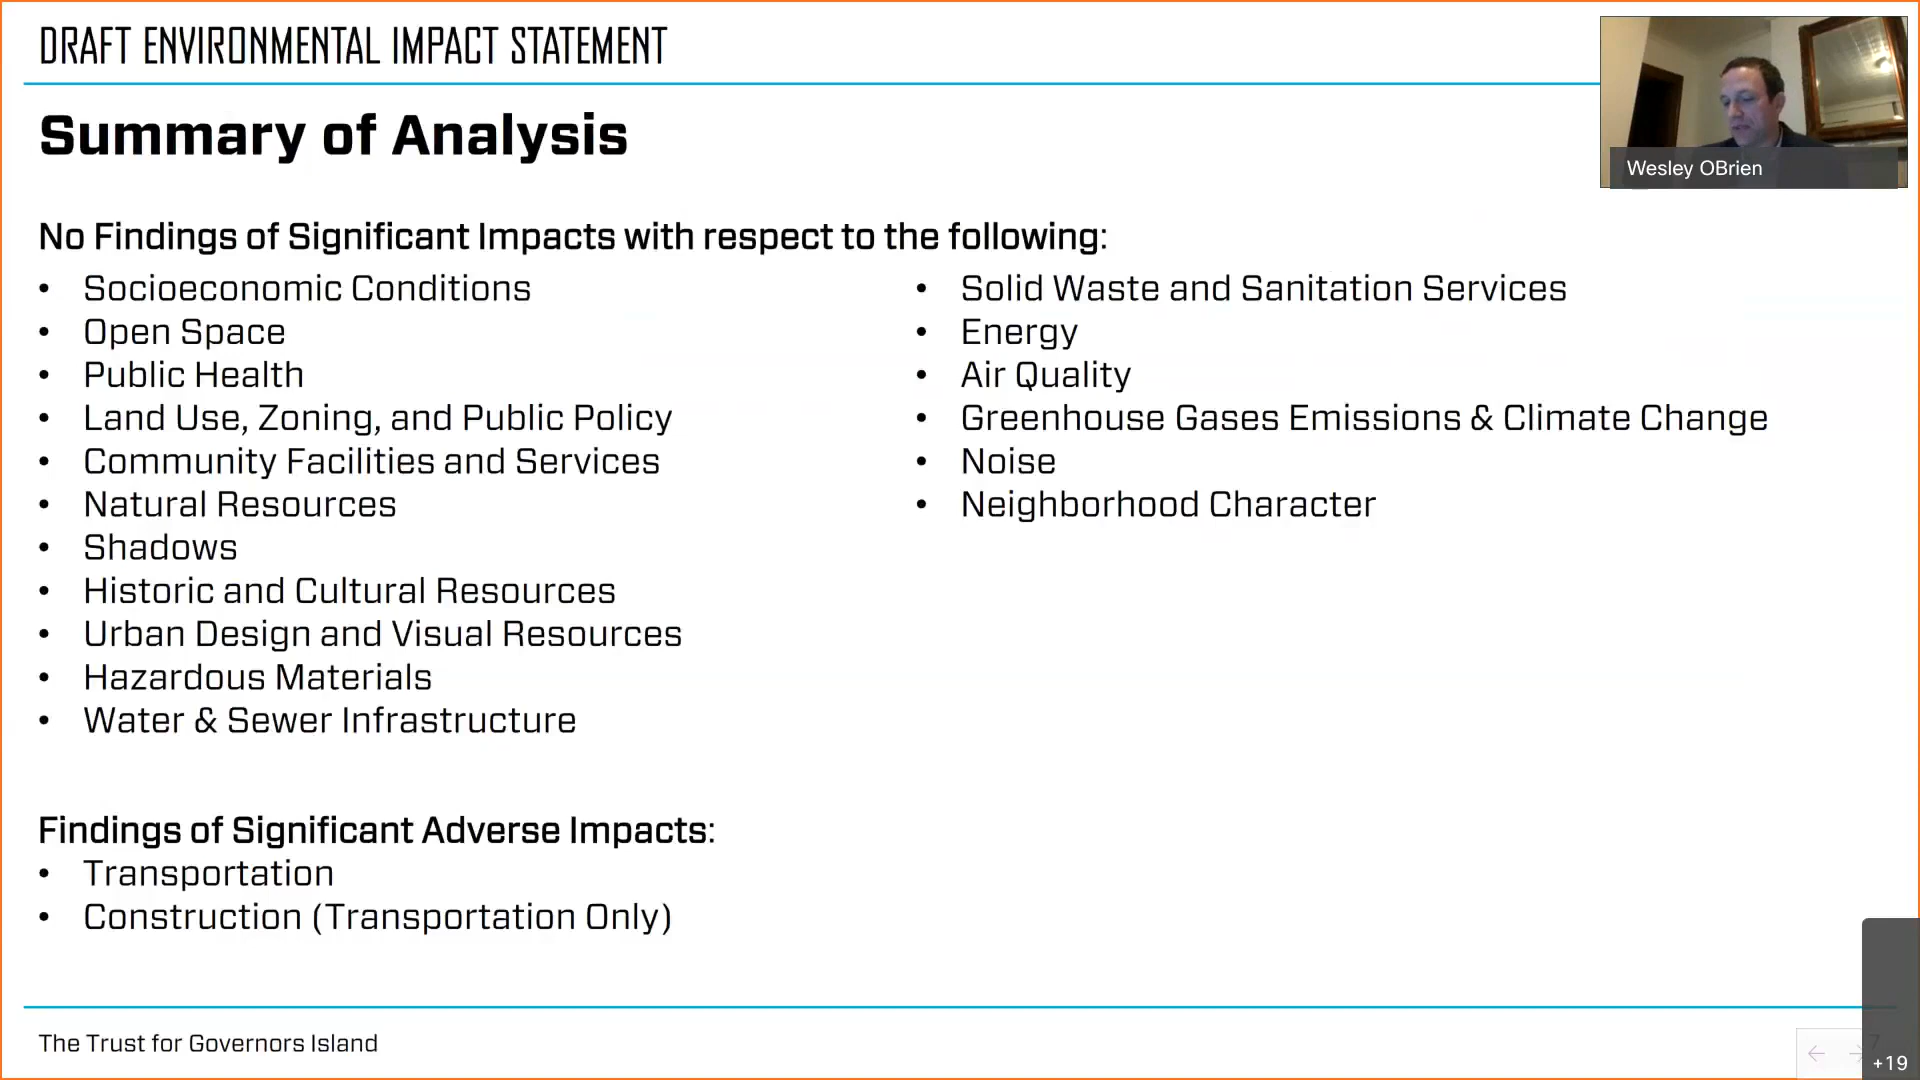 DRAFT ENVIRONMENTAL IMPACT STATEMENT
Summary of Analysis
Wesley OBrien
No Findings of Significant Impacts with respect to the following:
• Socioeconomic Conditions
• Open Space
• Public Health
• Land Use, Zoning, and Public Policy
• Community Facilities and Services
• Natural Resources
• Shadows
• Historic and Cultural Resources
• Urban Design and Visual Resources
• Hazardous Materials
• Water & Sewer Infrastructure
• Solid Waste and Sanitation Services
• Energy
• Air Quality
• Greenhouse Gases Emissions & Climate Change
• Noise
• Neighborhood Character
Findings of Significant Adverse Impacts:
• Transportation
• Construction (Transportation Only)
The Trust for Governors Island
7
+19